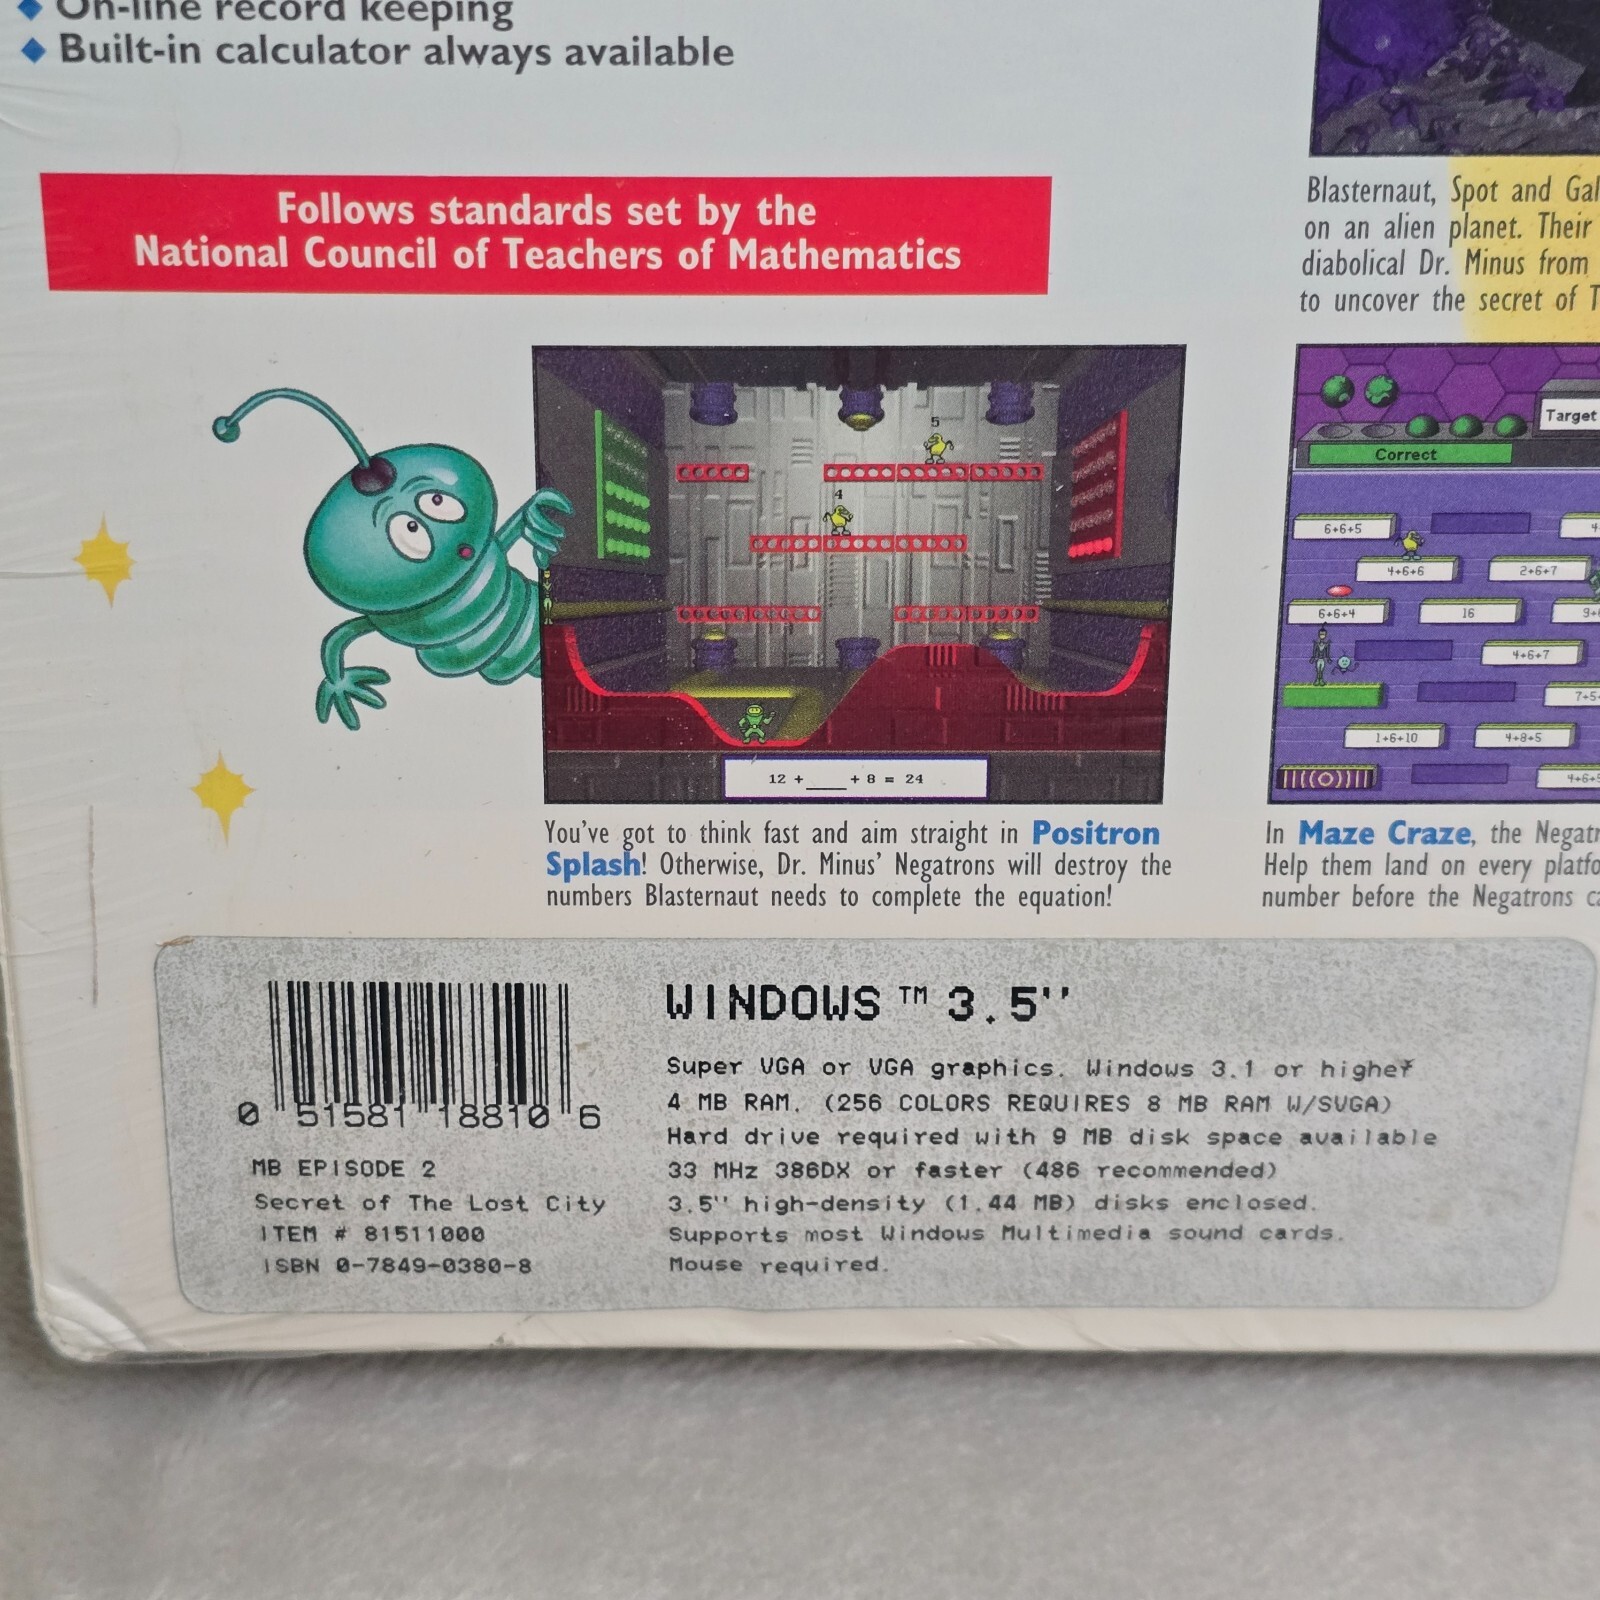 On-line record keeping
Built-in calculator always available
Follows standards set by the
National Council of Teachers of Mathematics
Blasternaut, Spot and
on an alien planet. Their
diabolical Dr. Minus from
to uncover the secret of
5
4
12 + ____ + 8 = 24
Target
Correct
6+6+5
4+6+6
2+6+7
6+6+4
16
4+6+7
1+6+10
4+8+5
You've got to think fast and aim straight in Positron
Splash! Otherwise, Dr. Minus' Negatrons will destroy the
numbers Blasternaut needs to complete the equation!
In Maze Craze, the
Help them land on every
number before the Negatrons
0 51581 18810 6
MB EPISODE 2
Secret of The Lost City
ITEM # 81511000
ISBN 0-7849-0380-8
WINDOWS™ 3.5''
Super VGA or VGA graphics. Windows 3.1 or higher
4 MB RAM. (256 COLORS REQUIRES 8 MB RAM W/SVGA)
Hard drive required with 9 MB disk space available
33 MHz 386DX or faster (486 recommended)
3.5'' high-density (1.44 MB) disks enclosed.
Supports most Windows Multimedia sound cards.
Mouse required.